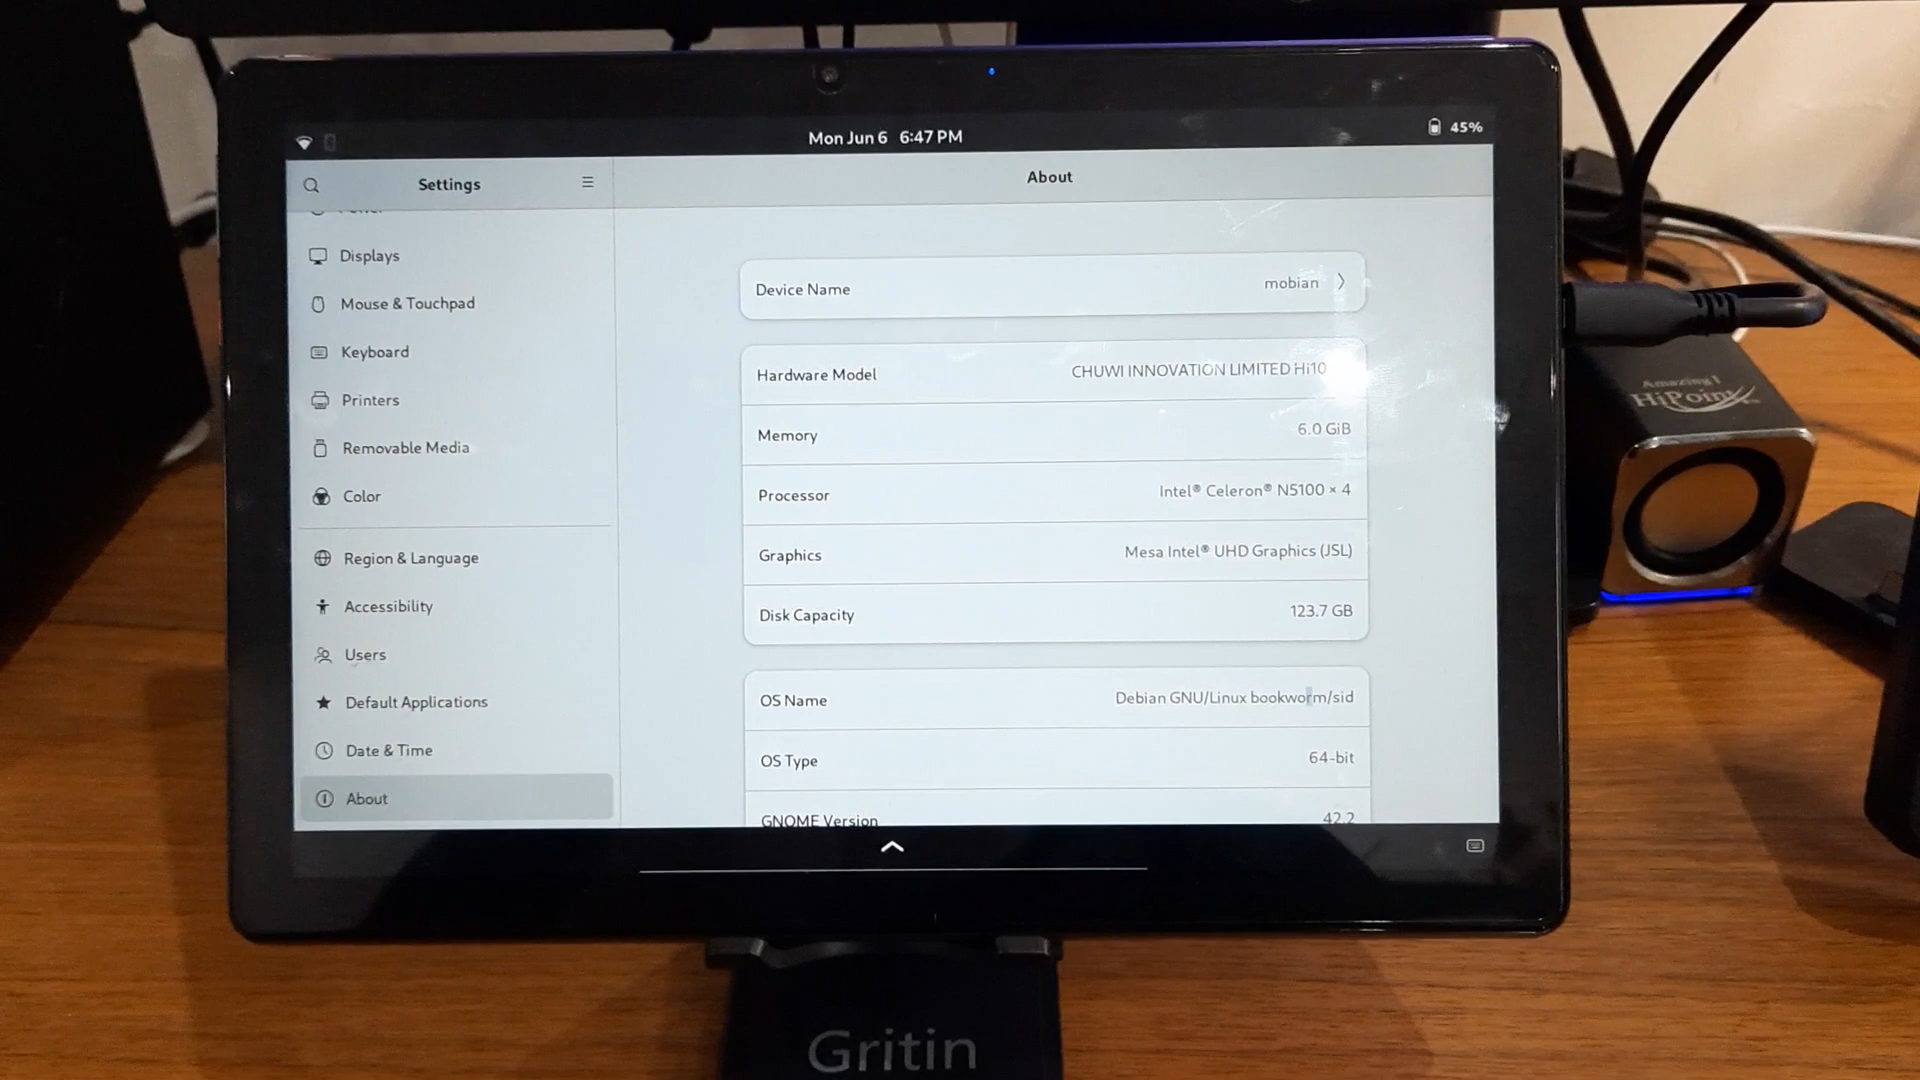 Mon Jun 6 6:47 PM
45%
Settings
About
Displays
Mouse & Touchpad
Keyboard
Printers
Removable Media
Color
Region & Language
Accessibility
Users
Default Applications
Date & Time
About
Device Name mobian
Hardware Model CHUWI INNOVATION LIMITED Hi10
Memory 6.0 GiB
Processor Intel® Celeron® N5100 × 4
Graphics Mesa Intel® UHD Graphics (JSL)
Disk Capacity 123.7 GB
OS Name Debian GNU/Linux bookworm/sid
OS Type 64-bit
GNOME Version 42.2
Amazing!
HiPoint
Gritin